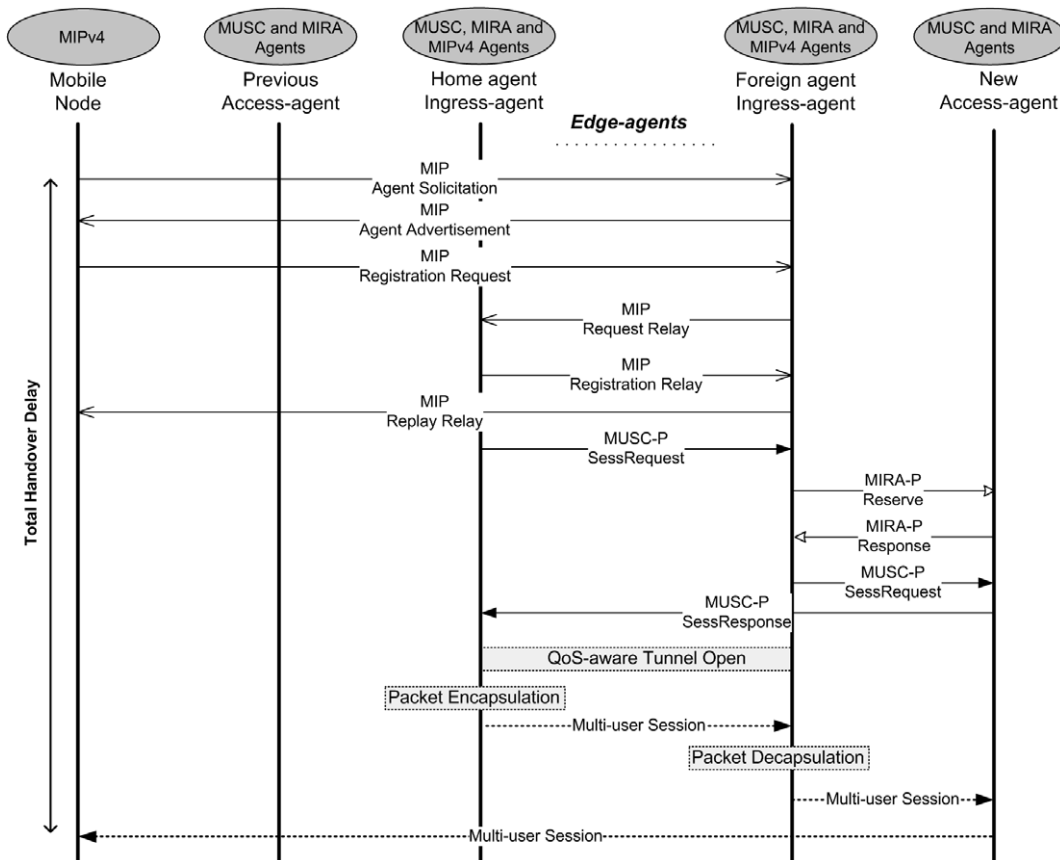 MIPv4
MUSC and MIRA
Agents
MUSC, MIRA and
MIPv4 Agents
MUSC, MIRA and
MIPv4 Agents
MUSC and MIRA
Agents
Mobile
Node
Previous
Access-agent
Home agent
Ingress-agent
Foreign agent
Ingress-agent
New
Access-agent
Edge-agents
MIP
Agent Solicitation
MIP
Agent Advertisement
MIP
Registration Request
MIP
Request Relay
MIP
Registration Relay
MIP
Replay Relay
MUSC-P
SessRequest
MIRA-P
Reserve
MIRA-P
Response
MUSC-P
SessRequest
MUSC-P
SessResponse
QoS-aware Tunnel Open
Packet Encapsulation
Multi-user Session
Packet Decapsulation
Multi-user Session
Multi-user Session
Total Handover Delay